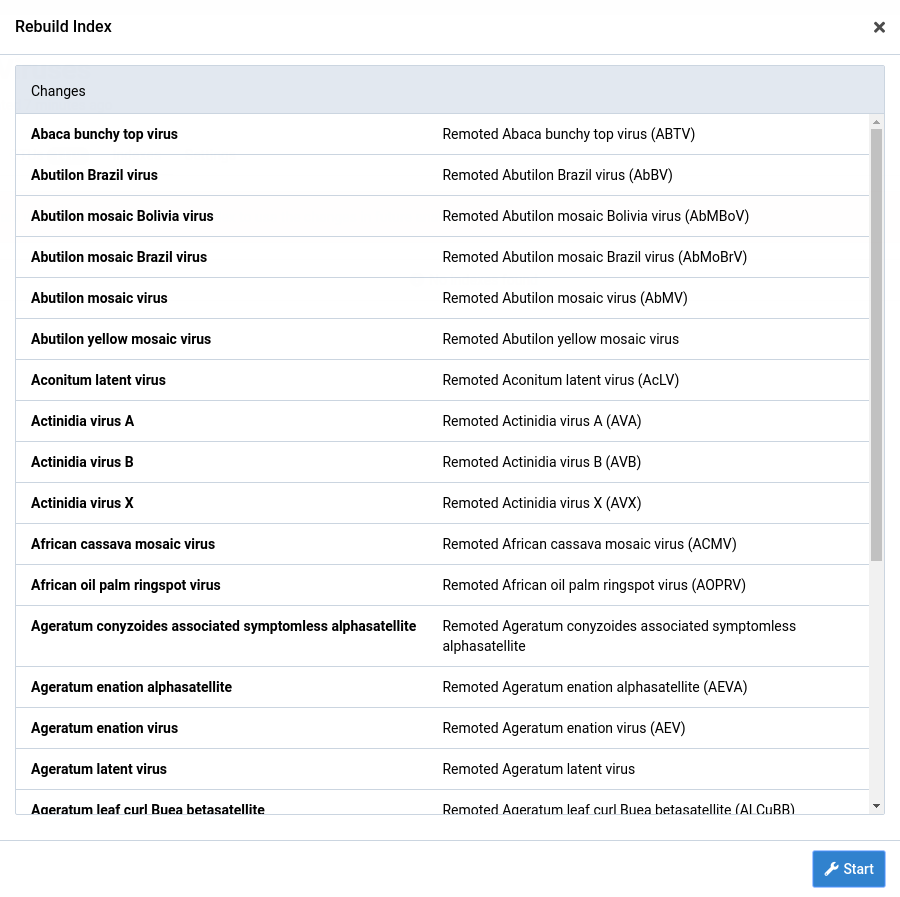 Rebuild Index
Changes
Abaca bunchy top virus Remoted Abaca bunchy top virus (ABTV)
Abutilon Brazil virus Remoted Abutilon Brazil virus (AbBV)
Abutilon mosaic Bolivia virus Remoted Abutilon mosaic Bolivia virus (AbMBoV)
Abutilon mosaic Brazil virus Remoted Abutilon mosaic Brazil virus (AbMoBrV)
Abutilon mosaic virus Remoted Abutilon mosaic virus (AbMV)
Abutilon yellow mosaic virus Remoted Abutilon yellow mosaic virus
Aconitum latent virus Remoted Aconitum latent virus (AcLV)
Actinidia virus A Remoted Actinidia virus A (AVA)
Actinidia virus B Remoted Actinidia virus B (AVB)
Actinidia virus X Remoted Actinidia virus X (AVX)
African cassava mosaic virus Remoted African cassava mosaic virus (ACMV)
African oil palm ringspot virus Remoted African oil palm ringspot virus (AOPRV)
Ageratum conyzoides associated symptomless alphasatellite Remoted Ageratum conyzoides associated symptomless
alphasatellite
Ageratum enation alphasatellite Remoted Ageratum enation alphasatellite (AEVA)
Ageratum enation virus Remoted Ageratum enation virus (AEV)
Ageratum latent virus Remoted Ageratum latent virus
Ageratum leaf curl Buea betasatellite Remoted Ageratum leaf curl Buea betasatellite (ALCuBB)
Start